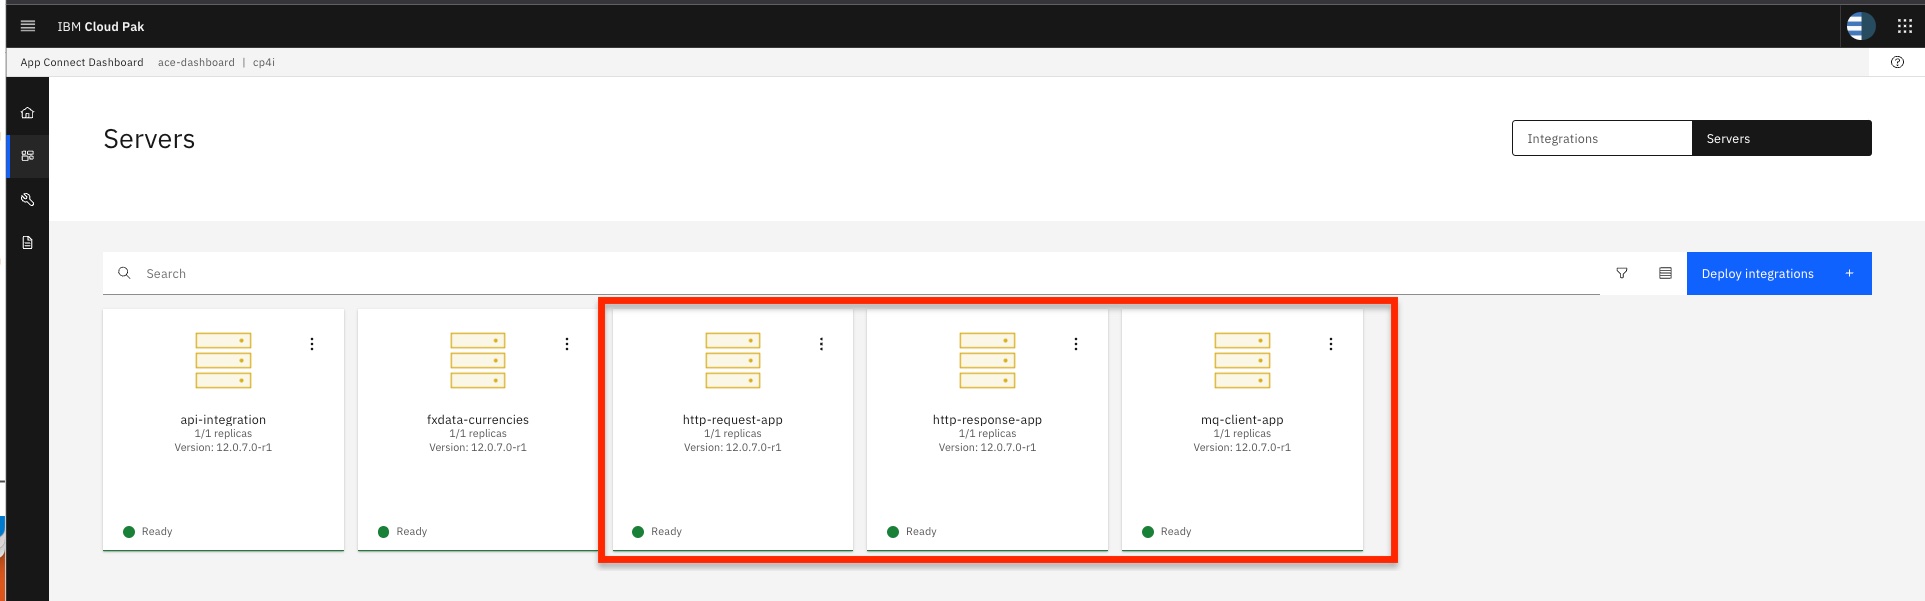 IBM Cloud Pak
App Connect Dashboard ace-dashboard | cp4i
Servers
Integrations
Servers
Search
Deploy integrations +
api-integration
1/1 replicas
Version: 12.0.7.0-r1
Ready
fxdata-currencies
1/1 replicas
Version: 12.0.7.0-r1
Ready
http-request-app
1/1 replicas
Version: 12.0.7.0-r1
Ready
http-response-app
1/1 replicas
Version: 12.0.7.0-r1
Ready
mq-client-app
1/1 replicas
Version: 12.0.7.0-r1
Ready